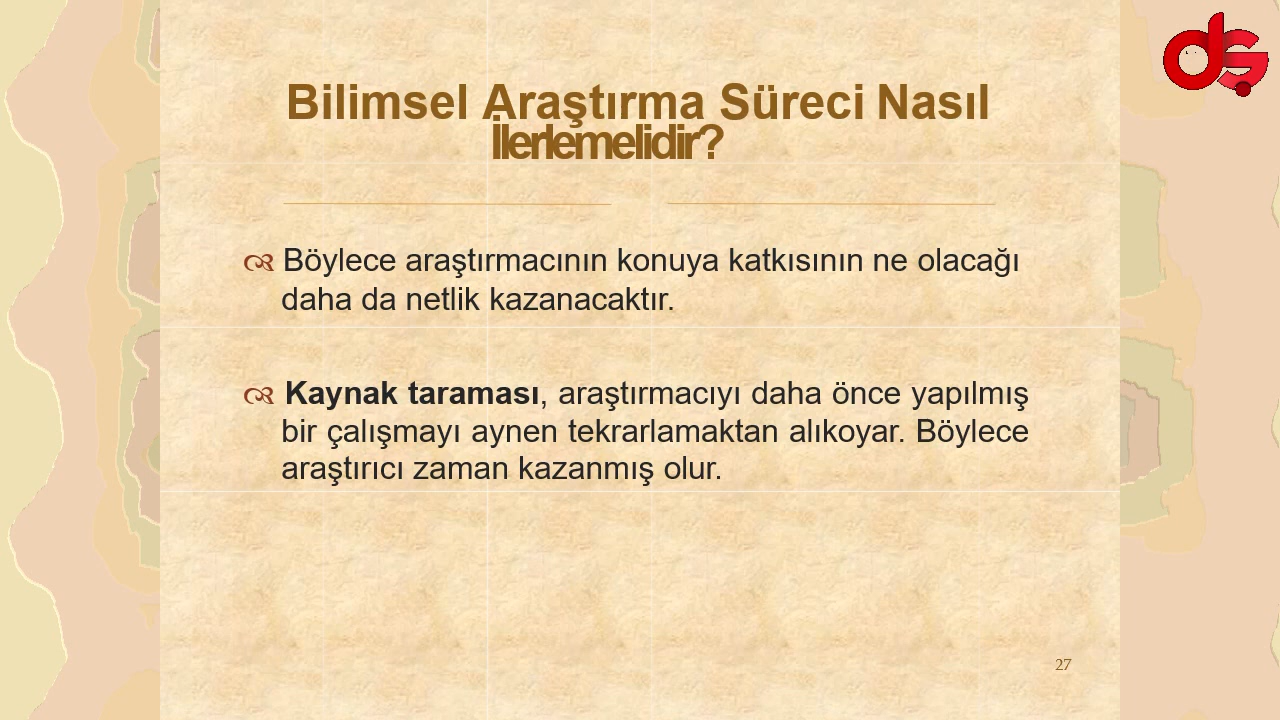 Bilimsel Araştırma Süreci Nasıl
İlerlemelidir?
Böylece araştırmacının konuya katkısının ne olacağı
daha da netlik kazanacaktır.
Kaynak taraması, araştırmacıyı daha önce yapılmış
bir çalışmayı aynen tekrarlamaktan alıkoyar. Böylece
araştırıcı zaman kazanmış olur.
27